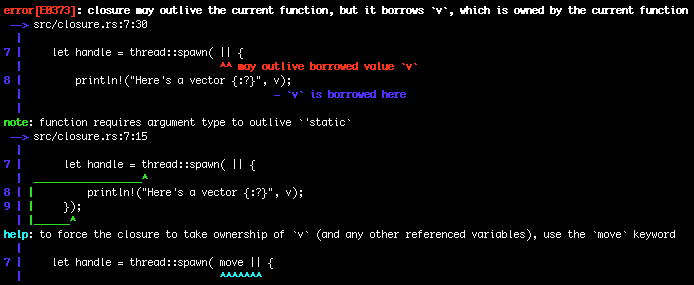 error[E0373]: closure may outlive the current function, but it borrows `v`, which is owned by the current function
 --> src/closure.rs:7:30
  |
7 |     let handle = thread::spawn( || {
  |                                 ^^ may outlive borrowed value `v`
8 |         println!("Here's a vector {:?}", v);
  |                                          - `v` is borrowed here
  |
note: function requires argument type to outlive `'static`
 --> src/closure.rs:7:15
  |
7 |       let handle = thread::spawn( || {
  |  __________________^
8 | |         println!("Here's a vector {:?}", v);
9 | |     });
  | |______^
help: to force the closure to take ownership of `v` (and any other referenced variables), use the `move` keyword
  |
7 |     let handle = thread::spawn( move || {
  |                                 ^^^^^^^